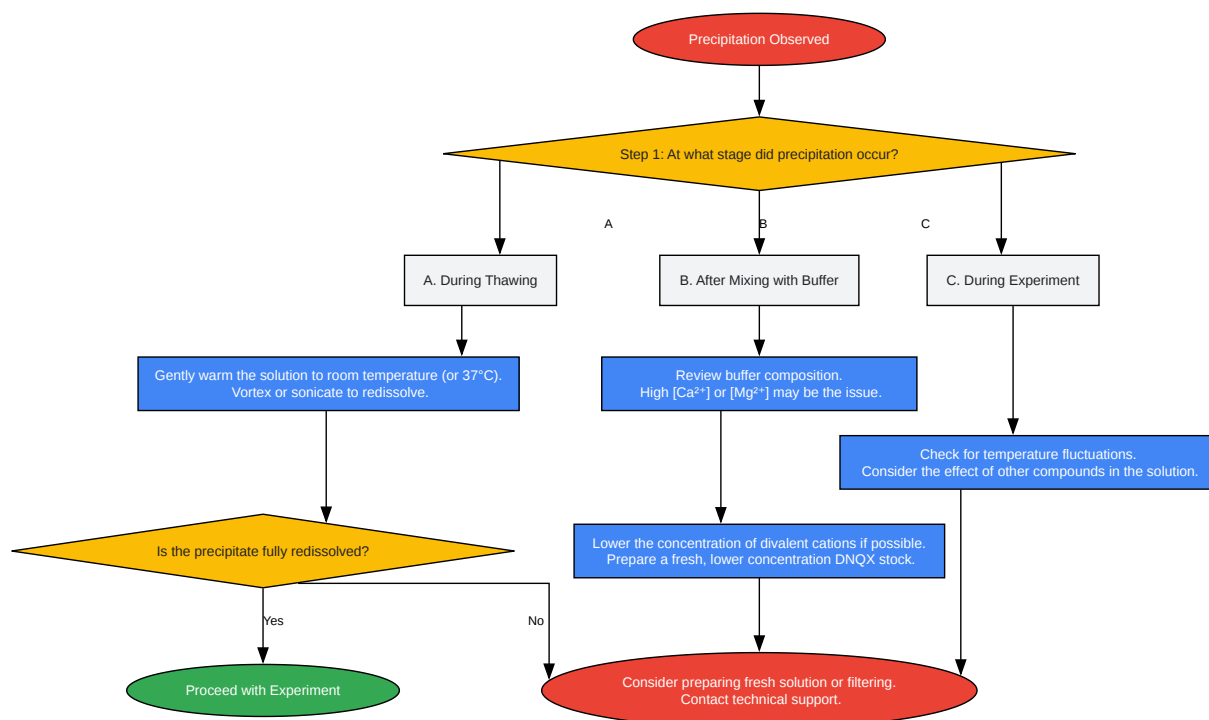 Precipitation Observed
Step 1: At what stage did precipitation occur?
A
B
C
A. During Thawing
B. After Mixing with Buffer
C. During Experiment
Gently warm the solution to room temperature (or 37°C).
Vortex or sonicate to redissolve.
Review buffer composition.
High [Ca²⁺] or [Mg²⁺] may be the issue.
Check for temperature fluctuations.
Consider the effect of other compounds in the solution.
Is the precipitate fully redissolved?
Lower the concentration of divalent cations if possible.
Prepare a fresh, lower concentration DNQX stock.
Yes
No
Proceed with Experiment
Consider preparing fresh solution or filtering.
Contact technical support.